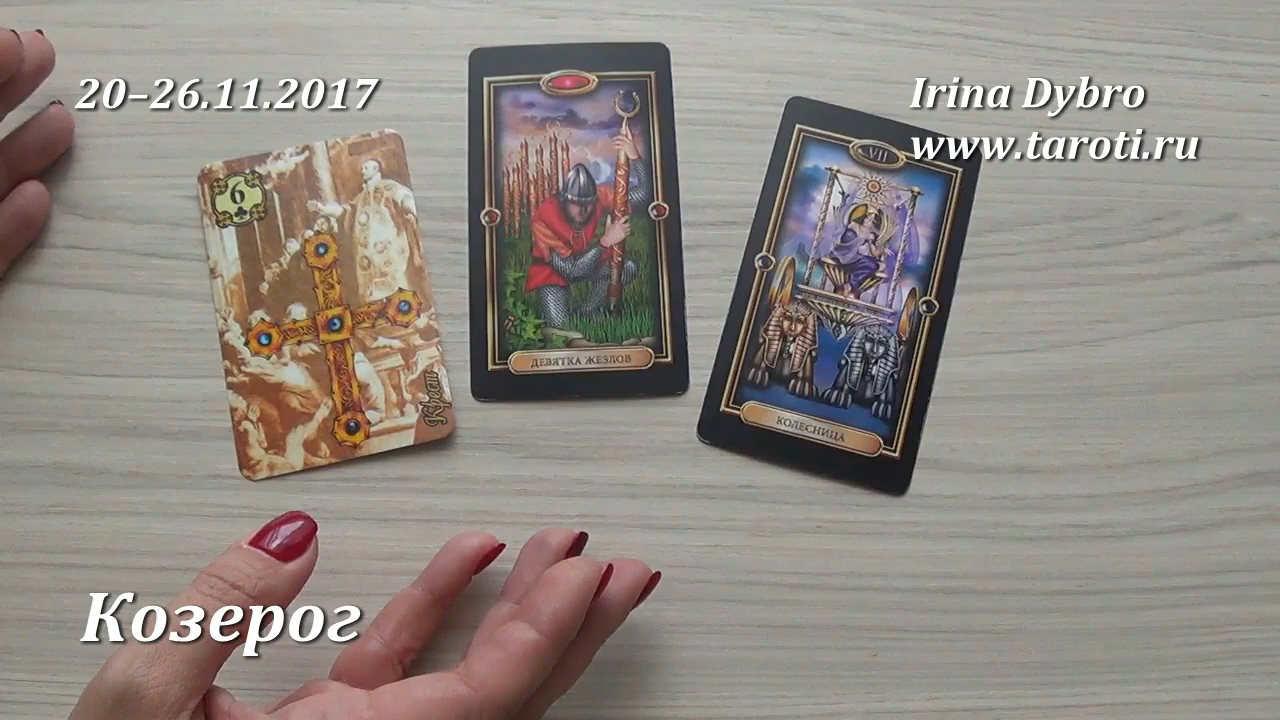 20–26.11.2017
Irina Dybro
www.taroti.ru
VII
6
Крест
ДЕВЯТКА ЖЕЗЛОВ
КОЛЕСНИЦА
Козерог